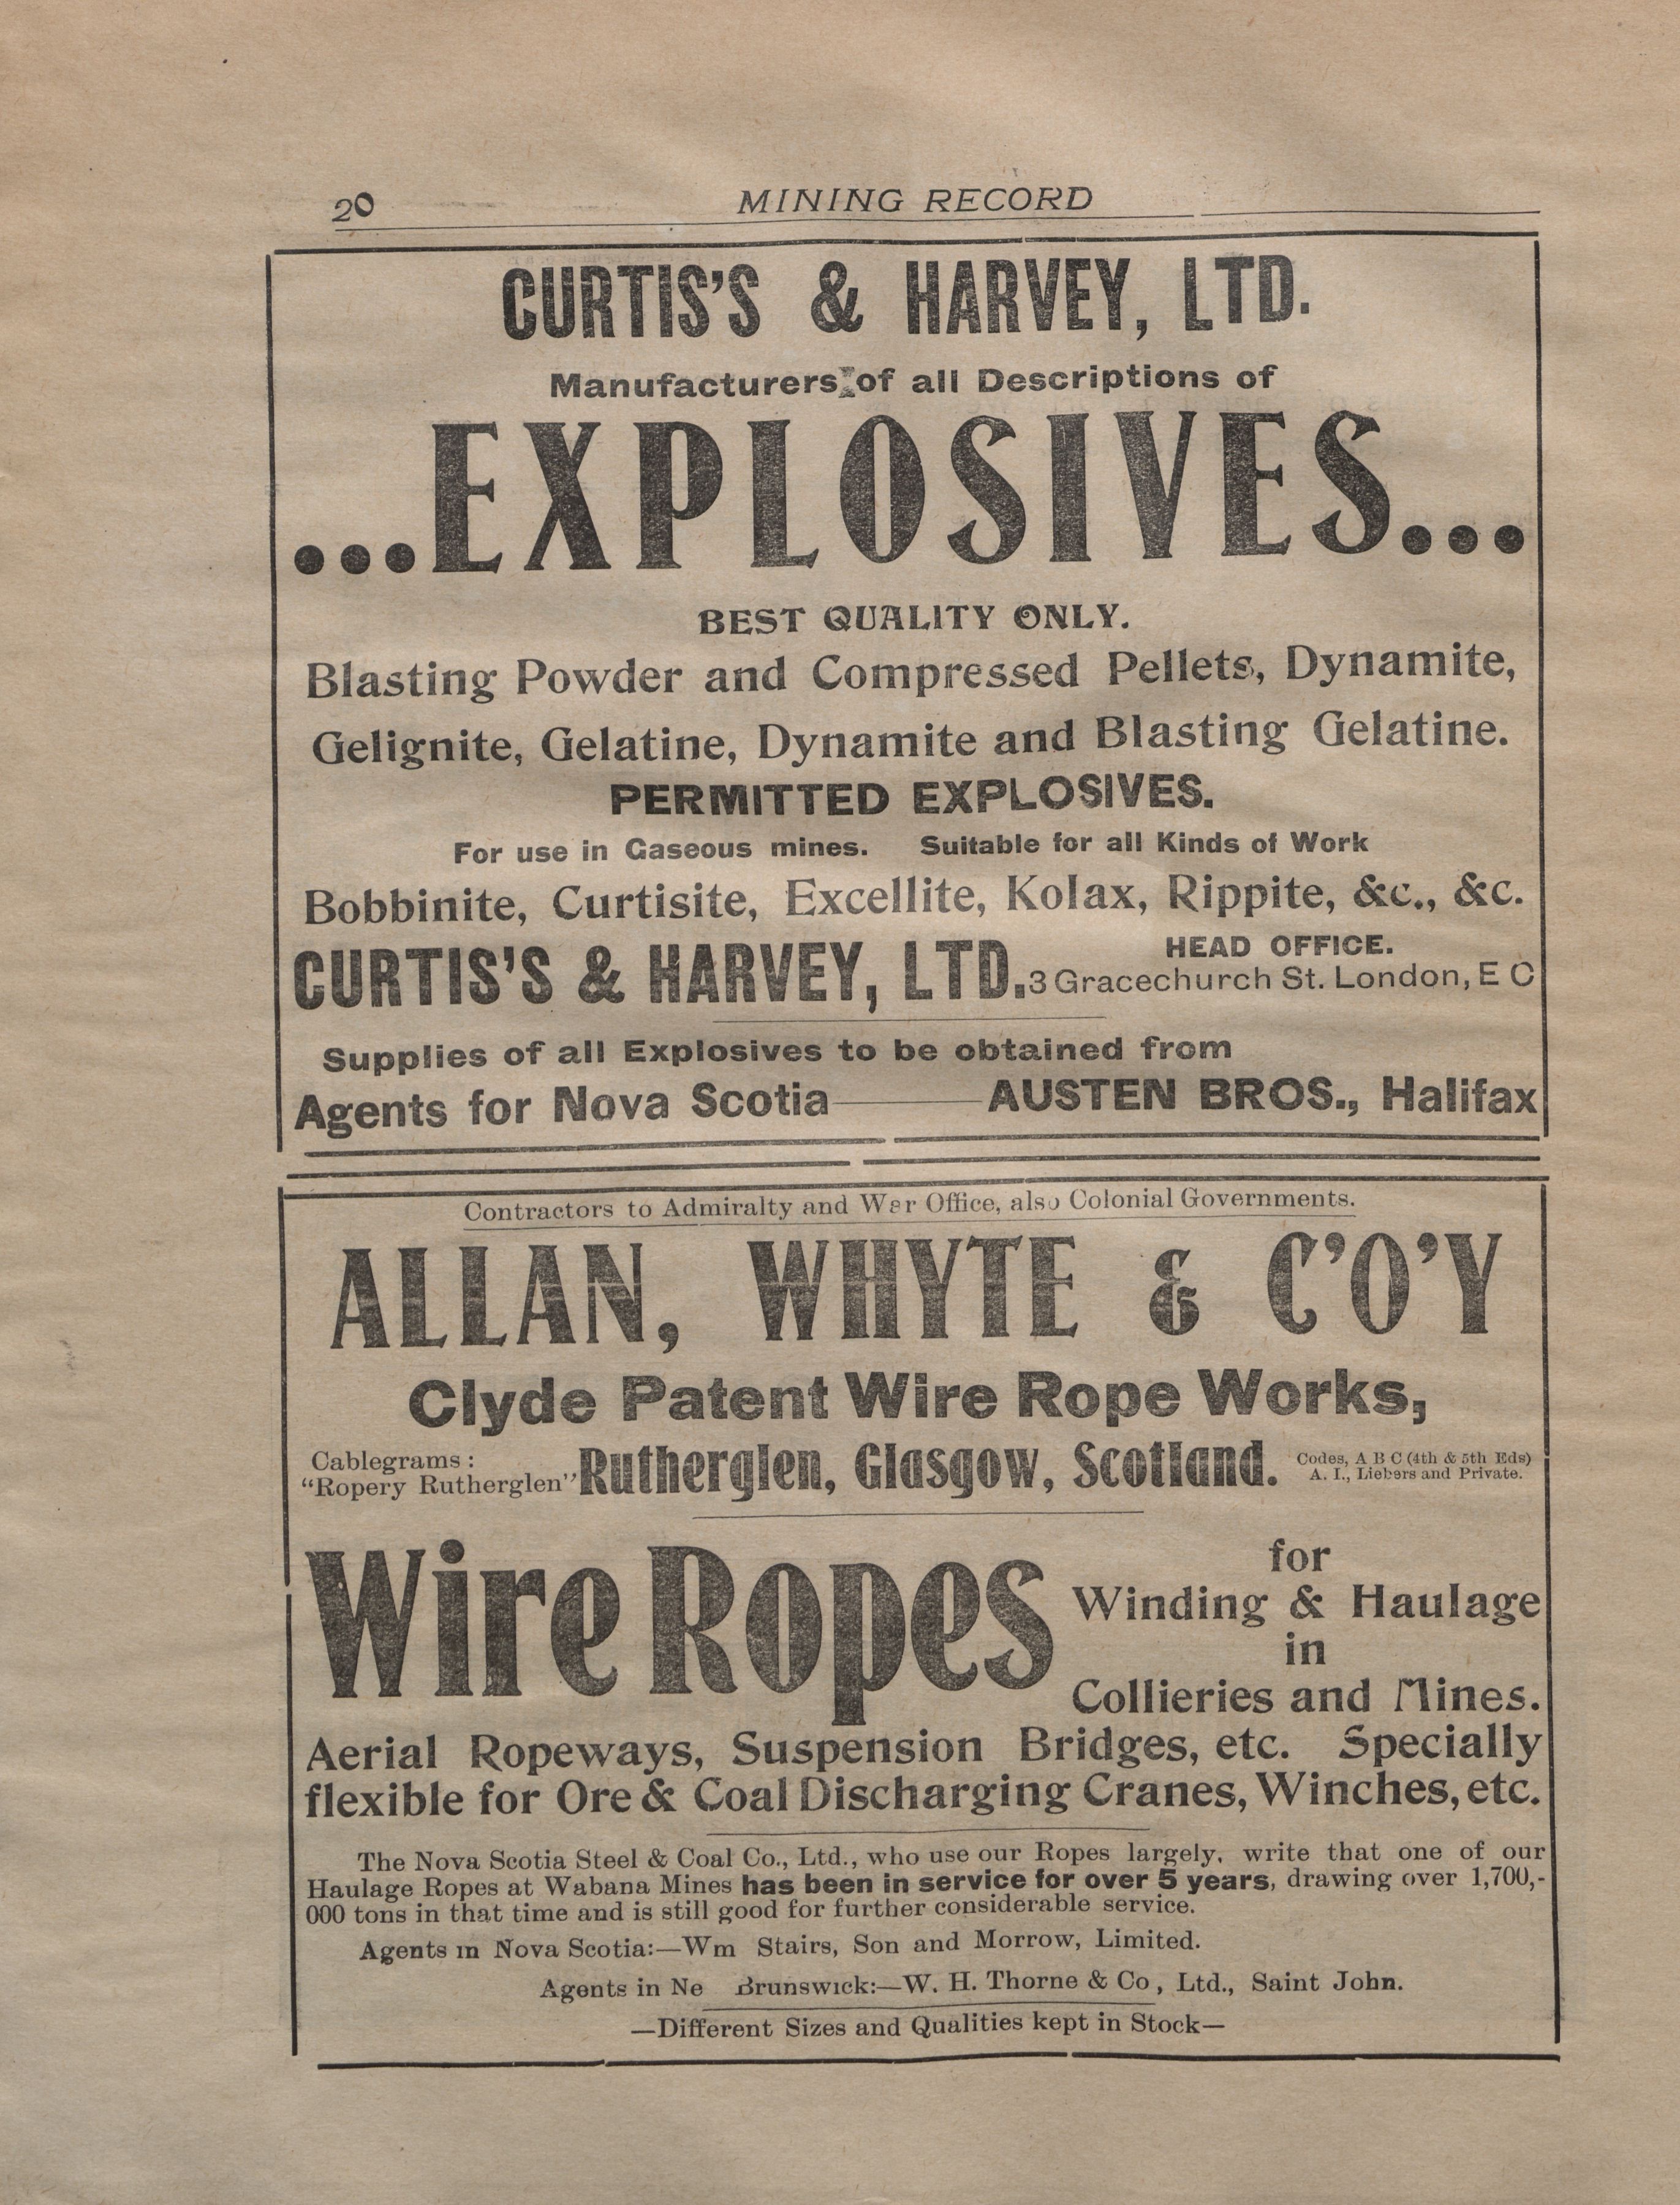 20
MINING RECORD
CURTIS'S & HARVEY, LTD.
Manufacturers of all Descriptions of
...EXPLOSIVES...
BEST QUALITY ONLY.
Blasting Powder and Compressed Pellets, Dynamite,
Gelignite, Gelatine, Dynamite and Blasting Gelatine.
PERMITTED EXPLOSIVES.
For use in Gaseous mines. Suitable for all Kinds of Work
Bobbinite, Curtisite, Excellite, Kolax, Rippite, &c., &c.
HEAD OFFICE.
CURTIS'S & HARVEY, LTD. 3 Gracechurch St. London, E C
Supplies of all Explosives to be obtained from
Agents for Nova Scotia——AUSTEN BROS., Halifax
Contractors to Admiralty and War Office, also Colonial Governments.
ALLAN, WHYTE & C'O'Y
Clyde Patent Wire Rope Works,
Cablegrams:
"Ropery Rutherglen"
Rutherglen, Glasgow, Scotland.
Codes, A B C (4th & 5th Eds)
A. I., Liebers and Private.
Wire Ropes
for
Winding & Haulage
in
Collieries and Mines.
Aerial Ropeways, Suspension Bridges, etc. Specially
flexible for Ore & Coal Discharging Cranes, Winches, etc.
The Nova Scotia Steel & Coal Co., Ltd., who use our Ropes largely, write that one of our
Haulage Ropes at Wabana Mines has been in service for over 5 years, drawing over 1,700,-
000 tons in that time and is still good for further considerable service.
Agents in Nova Scotia:—Wm Stairs, Son and Morrow, Limited.
Agents in Ne Brunswick:—W. H. Thorne & Co, Ltd., Saint John.
—Different Sizes and Qualities kept in Stock—